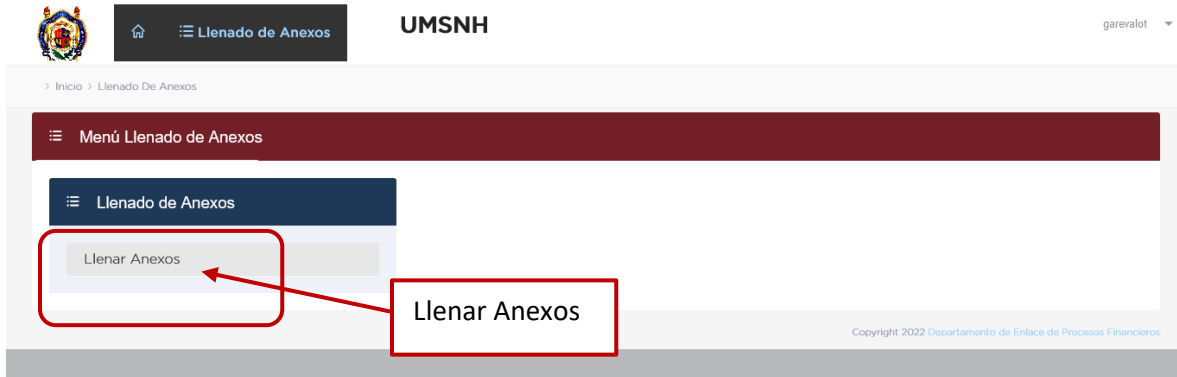 Llenado de Anexos
UMSNH
garevalot
> Inicio > Llenado De Anexos
Menú Llenado de Anexos
Llenado de Anexos
Llenar Anexos
Llenar Anexos
Copyright 2022 Departamento de Enlace de Procesos Financieros